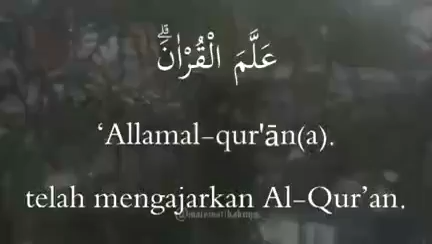 عَلَّمَ الْقُرْاٰنَۗ
‘Allamal-qur'ān(a).
telah mengajarkan Al-Qur’an.